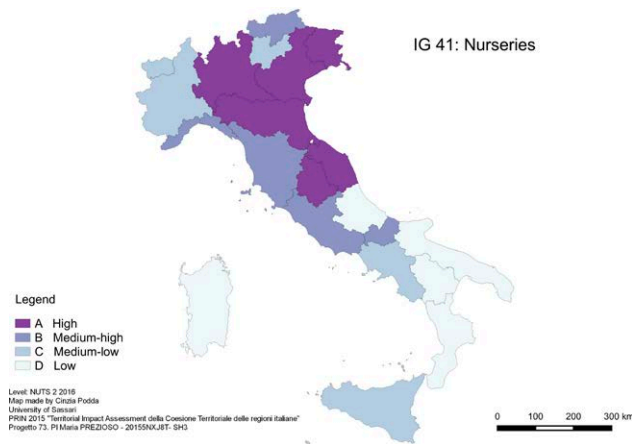 IG 41: Nurseries
Legend
A High
B Medium-high
C Medium-low
D Low
Level: NUTS 2 2016
Map made by Cinzia Podda
University of Sassari
PRIN 2015 "Territorial Impact Assessment della Coesione Territoriale delle regioni italiane"
Progetto 73. PI Maria PREZIOSO - 20155NXJ8T- SH3
0 100 200 300 km